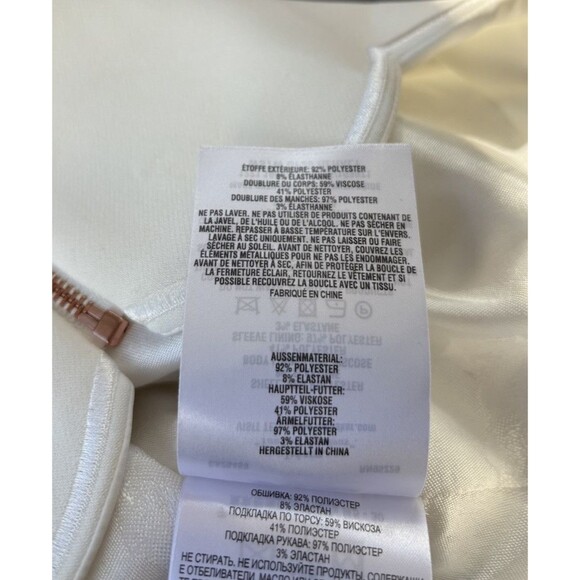 ÉTOFFE EXTÉRIEURE: 92% POLYESTER
8% ÉLASTHANNE
DOUBLURE DU CORPS: 59% VISCOSE
41% POLYESTER
DOUBLURE DES MANCHES: 97% POLYESTER
3% ÉLASTHANNE
NE PAS LAVER. NE PAS UTILISER DE PRODUITS CONTENANT DE
LA JAVEL, DE L'HUILE OU DE L'ALCOOL. NE PAS SÉCHER EN
MACHINE. REPASSER À BASSE TEMPÉRATURE SUR L'ENVERS.
LAVAGE À SEC UNIQUEMENT. NE PAS LAISSER OU FAIRE
SÉCHER AU SOLEIL. AVANT DE NETTOYER, COUVREZ LES
ÉLÉMENTS MÉTALLIQUES POUR NE PAS LES ENDOMMAGER.
AVANT DE NETTOYER À SEC, AFIN DE PROTÉGER LA BOUCLE DE
LA FERMETURE ÉCLAIR, RETOURNEZ LE VÊTEMENT ET SI
POSSIBLE RECOUVREZ LA BOUCLE AVEC UN TISSU.
FABRIQUÉ EN CHINE
AUSSENMATERIAL:
92% POLYESTER
8% ELASTAN
HAUPTTEIL-FUTTER:
59% VISKOSE
41% POLYESTER
ÄRMELFUTTER:
97% POLYESTER
3% ELASTAN
HERGESTELLT IN CHINA
ОБШИВКА: 92% ПОЛИЭСТЕР
8% ЭЛАСТАН
ПОДКЛАДКА ПО ТОРСУ: 59% ВИСКОЗА
41% ПОЛИЭСТЕР
ПОДКЛАДКА РУКАВА: 97% ПОЛИЭСТЕР
3% ЭЛАСТАН
НЕ СТИРАТЬ. НЕ ИСПОЛЬЗУЙТЕ ПРОДУКТЫ,